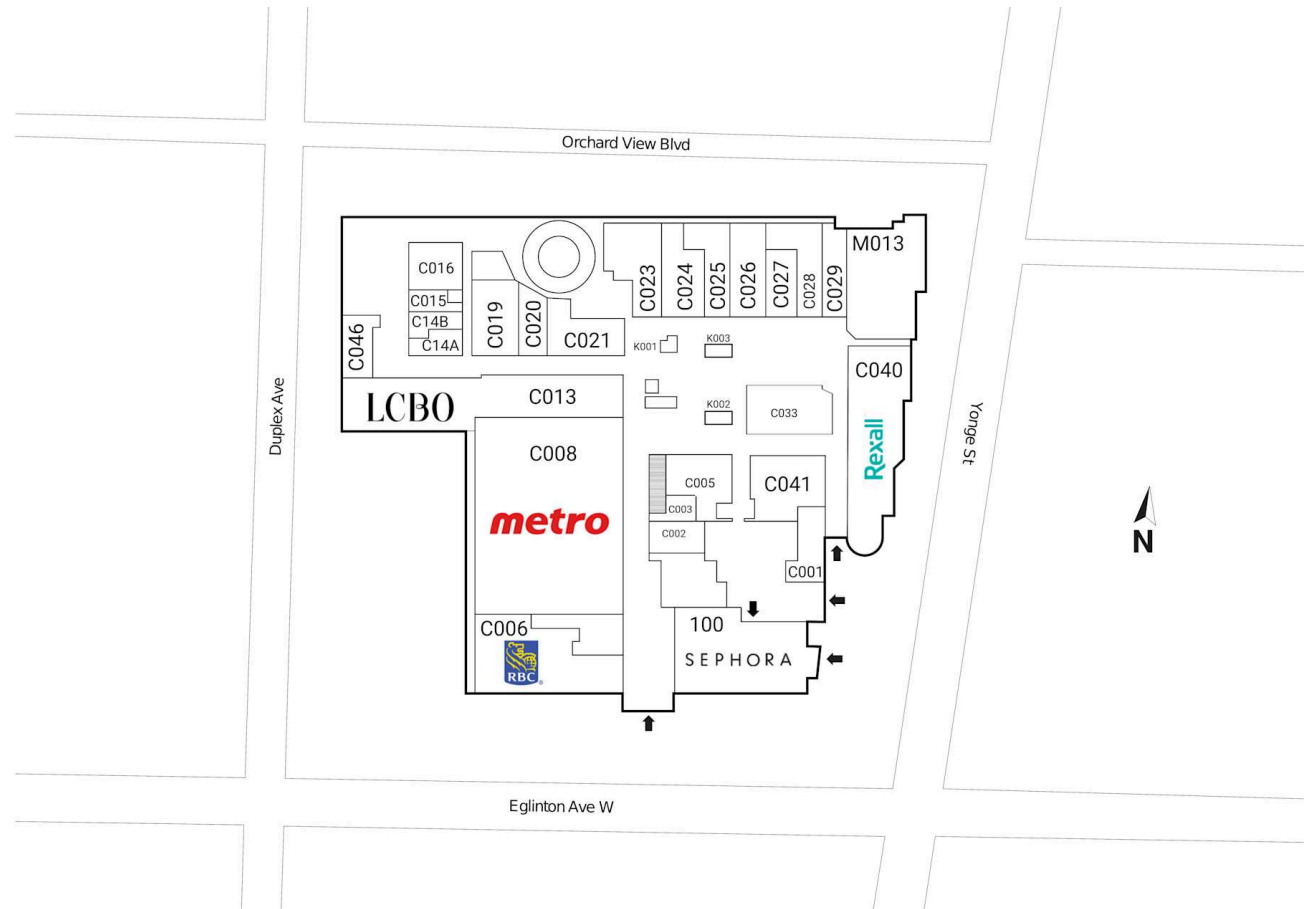 Orchard View Blvd
M013
C016
C023
C024
C025
C026
C027
C028
C029
C015
C14B
C14A
C046
C019
C020
C021
K001
K003
C040
Rexall
LCBO
C013
K002
C033
Duplex Ave
Yonge St
C008
metro
C005
C003
C041
C002
C001
N
C006
RBC
100
SEPHORA
Eglinton Ave W